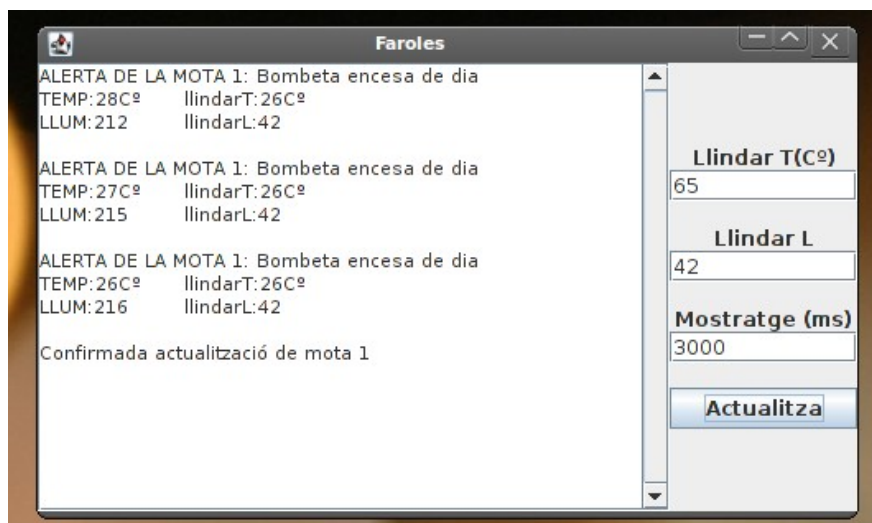 Faroles
ALERTA DE LA MOTA 1: Bombeta encesa de dia
TEMP:28Cº llindarT:26Cº
LLUM:212 llindarL:42
ALERTA DE LA MOTA 1: Bombeta encesa de dia
TEMP:27Cº llindarT:26Cº
LLUM:215 llindarL:42
ALERTA DE LA MOTA 1: Bombeta encesa de dia
TEMP:26Cº llindarT:26Cº
LLUM:216 llindarL:42
Confirmada actualització de mota 1
Llindar T(Cº)
65
Llindar L
42
Mostratge (ms)
3000
Actualitza